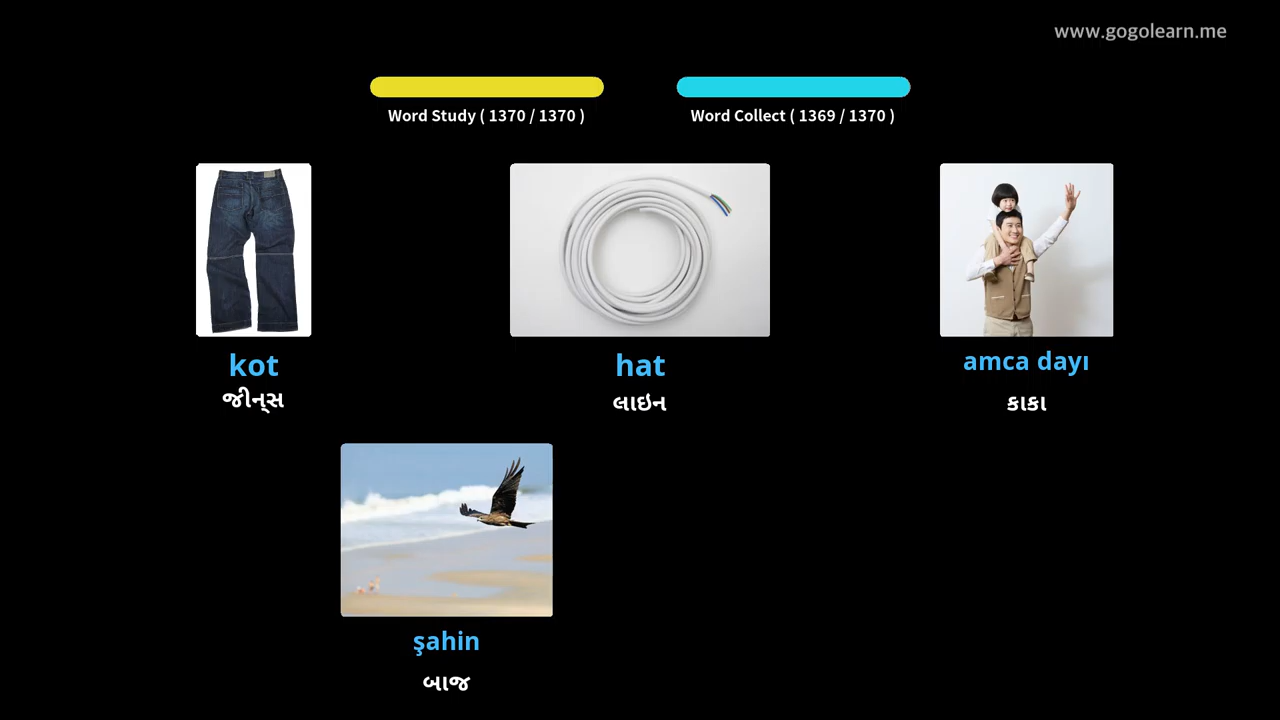 www.gogolearn.me
Word Study ( 1370 / 1370 )
Word Collect ( 1369 / 1370 )
kot
જીન્સ
hat
લાઇન
amca dayı
કાકા
şahin
બાજ